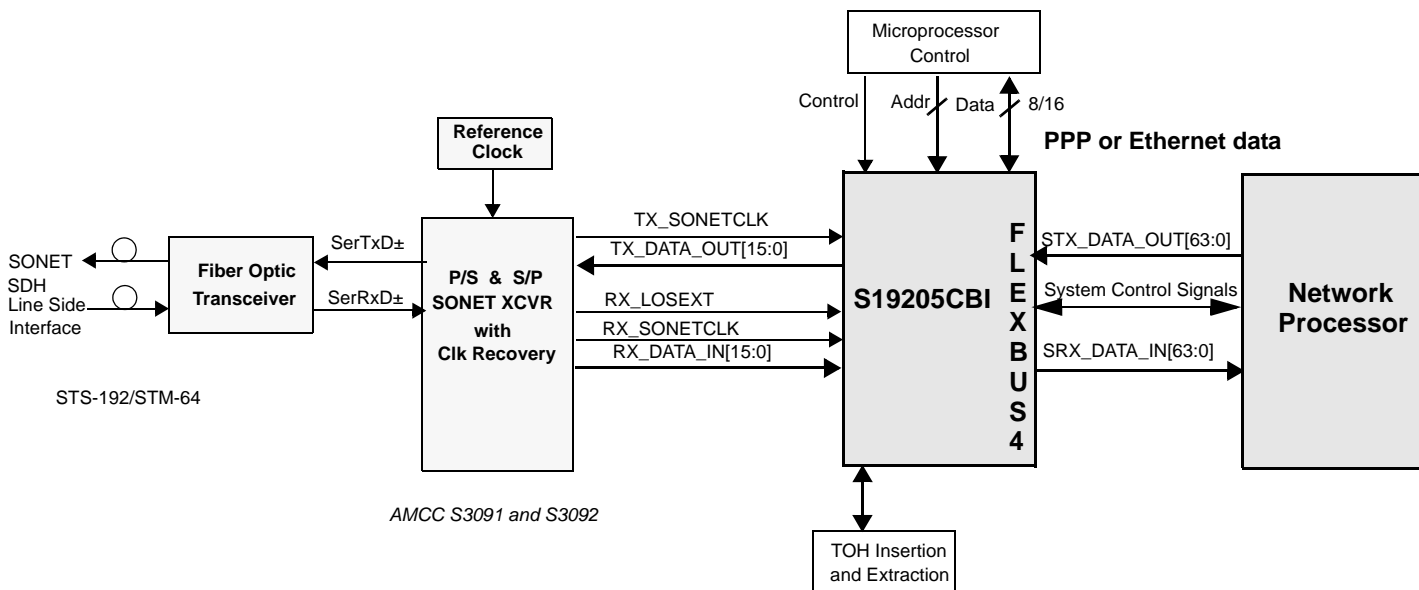 Microprocessor
Control
Control
Addr
Data
8/16
PPP or Ethernet data
Reference
Clock
SONET
SDH
Line Side
Interface
Fiber Optic
Transceiver
SerTxD±
SerRxD±
P/S & S/P
SONET XCVR
with
Clk Recovery
TX_SONETCLK
TX_DATA_OUT[15:0]
RX_LOSEXT
RX_SONETCLK
RX_DATA_IN[15:0]
S19205CBI
F
L
E
X
B
U
S
4
STX_DATA_OUT[63:0]
System Control Signals
SRX_DATA_IN[63:0]
Network
Processor
STS-192/STM-64
AMCC S3091 and S3092
TOH Insertion
and Extraction